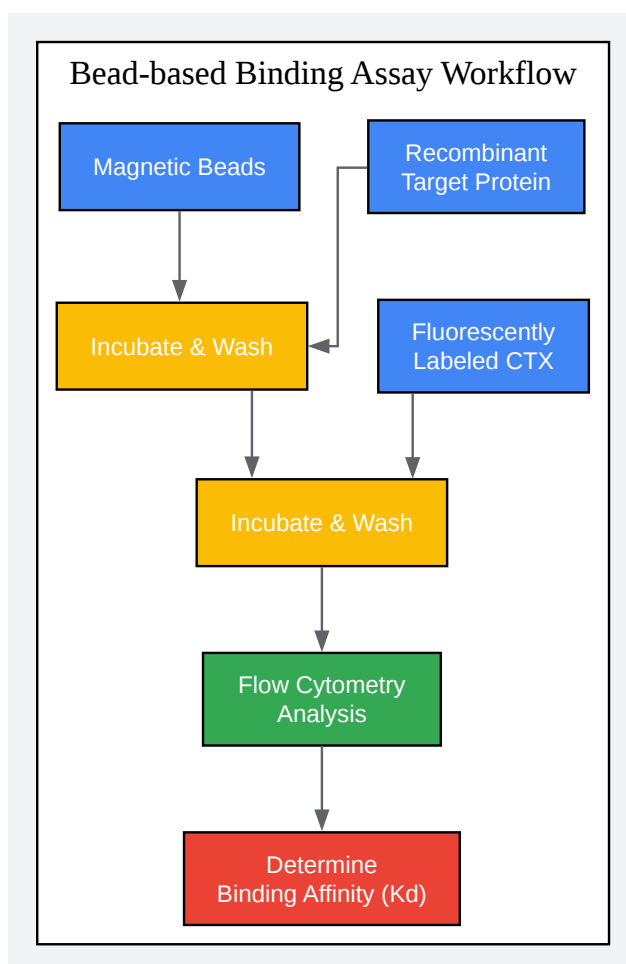 Bead-based Binding Assay Workflow
Magnetic Beads
Recombinant
Target Protein
Incubate & Wash
Fluorescently
Labeled CTX
Incubate & Wash
Flow Cytometry
Analysis
Determine
Binding Affinity (Kd)